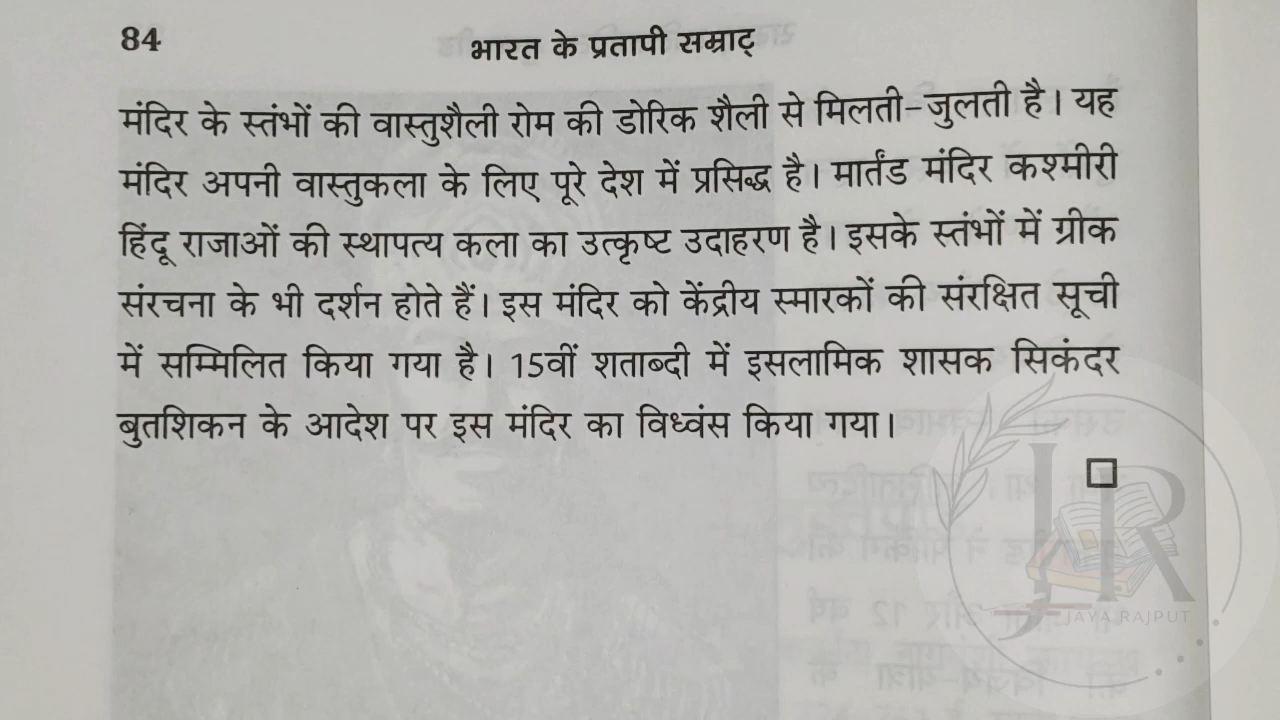 84
भारत के प्रतापी सम्राट्
मंदिर के स्तंभों की वास्तुशैली रोम की डोरिक शैली से मिलती-जुलती है। यह
मंदिर अपनी वास्तुकला के लिए पूरे देश में प्रसिद्ध है। मार्तंड मंदिर कश्मीरी
हिंदू राजाओं की स्थापत्य कला का उत्कृष्ट उदाहरण है। इसके स्तंभों में ग्रीक
संरचना के भी दर्शन होते हैं। इस मंदिर को केंद्रीय स्मारकों की संरक्षित सूची
में सम्मिलित किया गया है। 15वीं शताब्दी में इसलामिक शासक सिकंदर
बुतशिकन के आदेश पर इस मंदिर का विध्वंस किया गया।
JR
JAYA RAJPUT